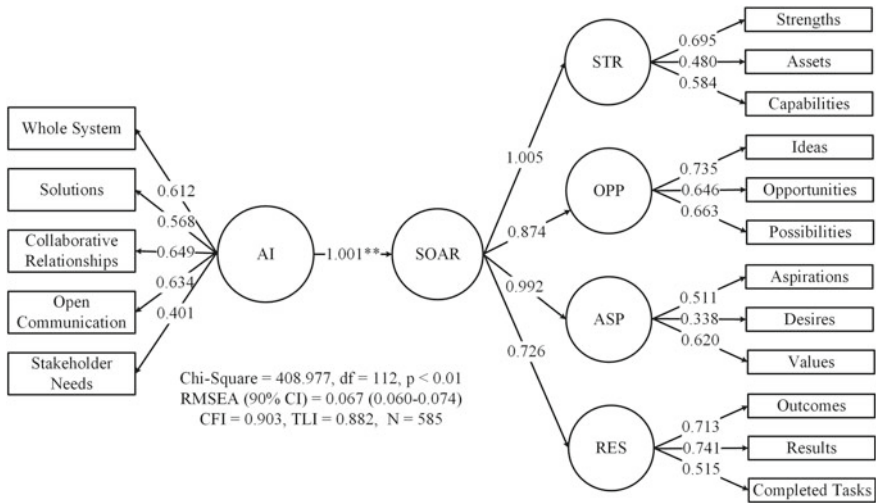 Whole System
Solutions
Collaborative
Relationships
Open
Communication
Stakeholder
Needs
0.612
0.568
0.649
0.634
0.401
AI
1.001**
SOAR
1.005
0.874
0.992
0.726
STR
0.695
0.480
0.584
Strengths
Assets
Capabilities
OPP
0.735
0.646
0.663
Ideas
Opportunities
Possibilities
ASP
0.511
0.338
0.620
Aspirations
Desires
Values
RES
0.713
0.741
0.515
Outcomes
Results
Completed Tasks
Chi-Square = 408.977, df = 112, p < 0.01
RMSEA (90% CI) = 0.067 (0.060-0.074)
CFI = 0.903, TLI = 0.882, N = 585